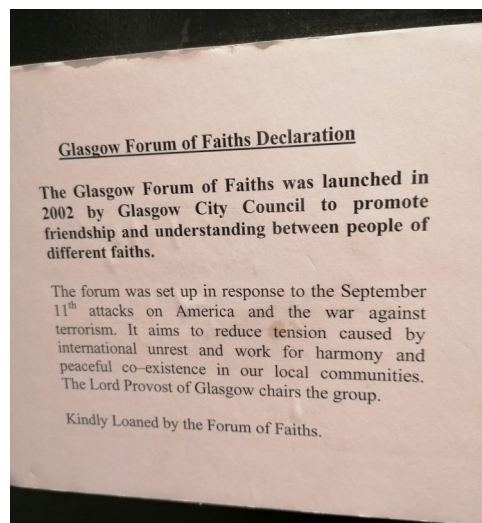 Glasgow Forum of Faiths Declaration
The Glasgow Forum of Faiths was launched in
2002 by Glasgow City Council to promote
friendship and understanding between people of
different faiths.
The forum was set up in response to the September
11th attacks on America and the war against
terrorism. It aims to reduce tension caused by
international unrest and work for harmony and
peaceful co–existence in our local communities.
The Lord Provost of Glasgow chairs the group.
Kindly Loaned by the Forum of Faiths.